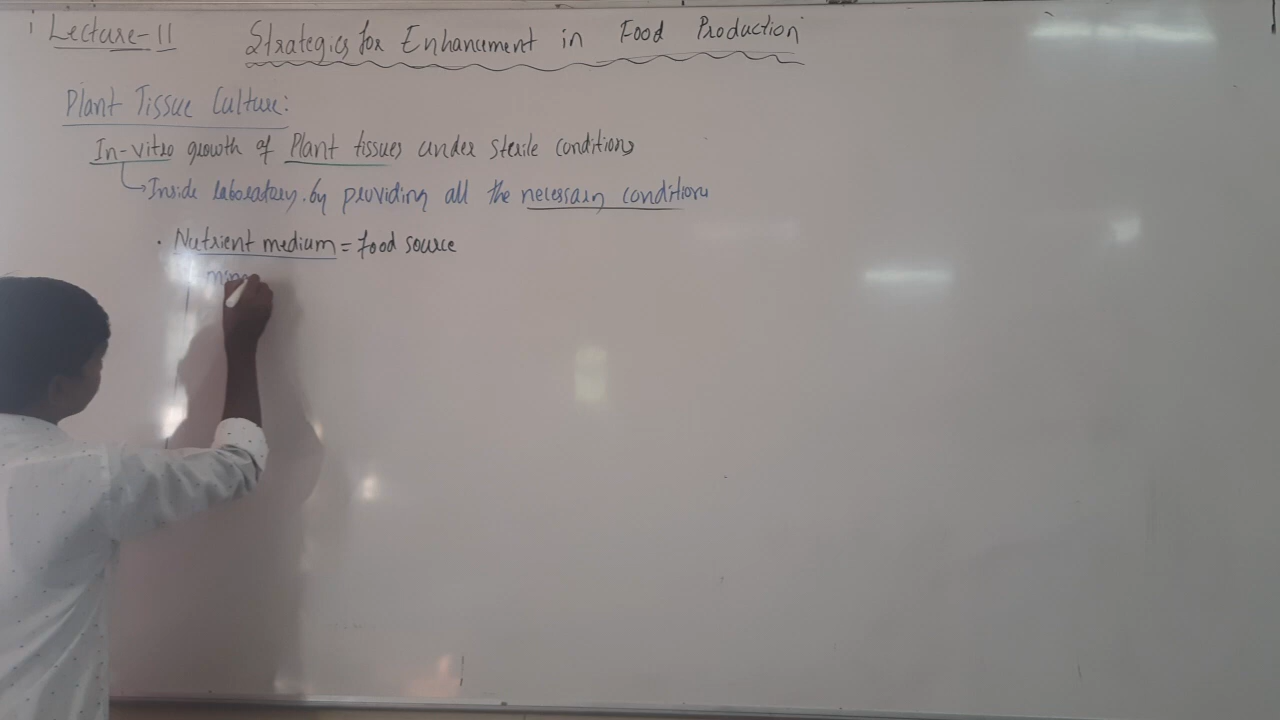 Lecture-11 Strategies for Enhancement in Food Production
Plant Tissue Culture:
In-vitro growth of Plant tissues under sterile conditions
Inside laboratory. by providing all the necessary conditions
. Nutrient medium = food source